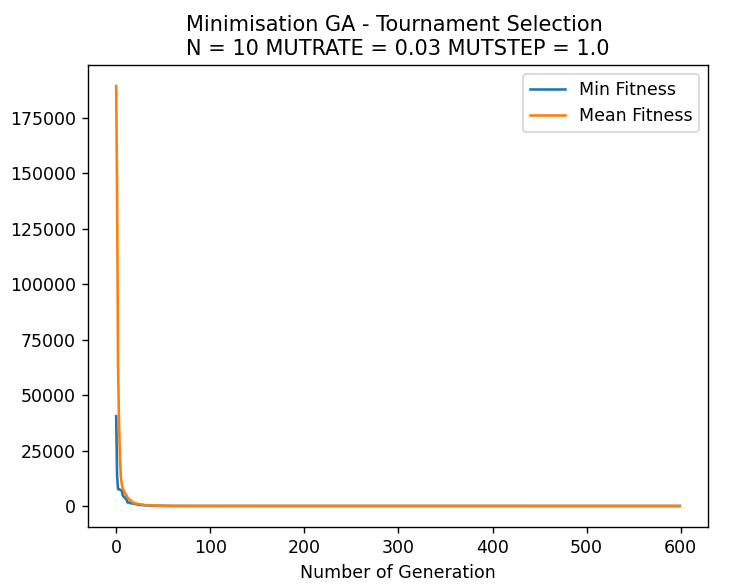 Minimisation GA - Tournament Selection
N = 10 MUTRATE = 0.03 MUTSTEP = 1.0
Min Fitness
Mean Fitness
175000
150000
125000
100000
75000
50000
25000
0
0 100 200 300 400 500 600
Number of Generation